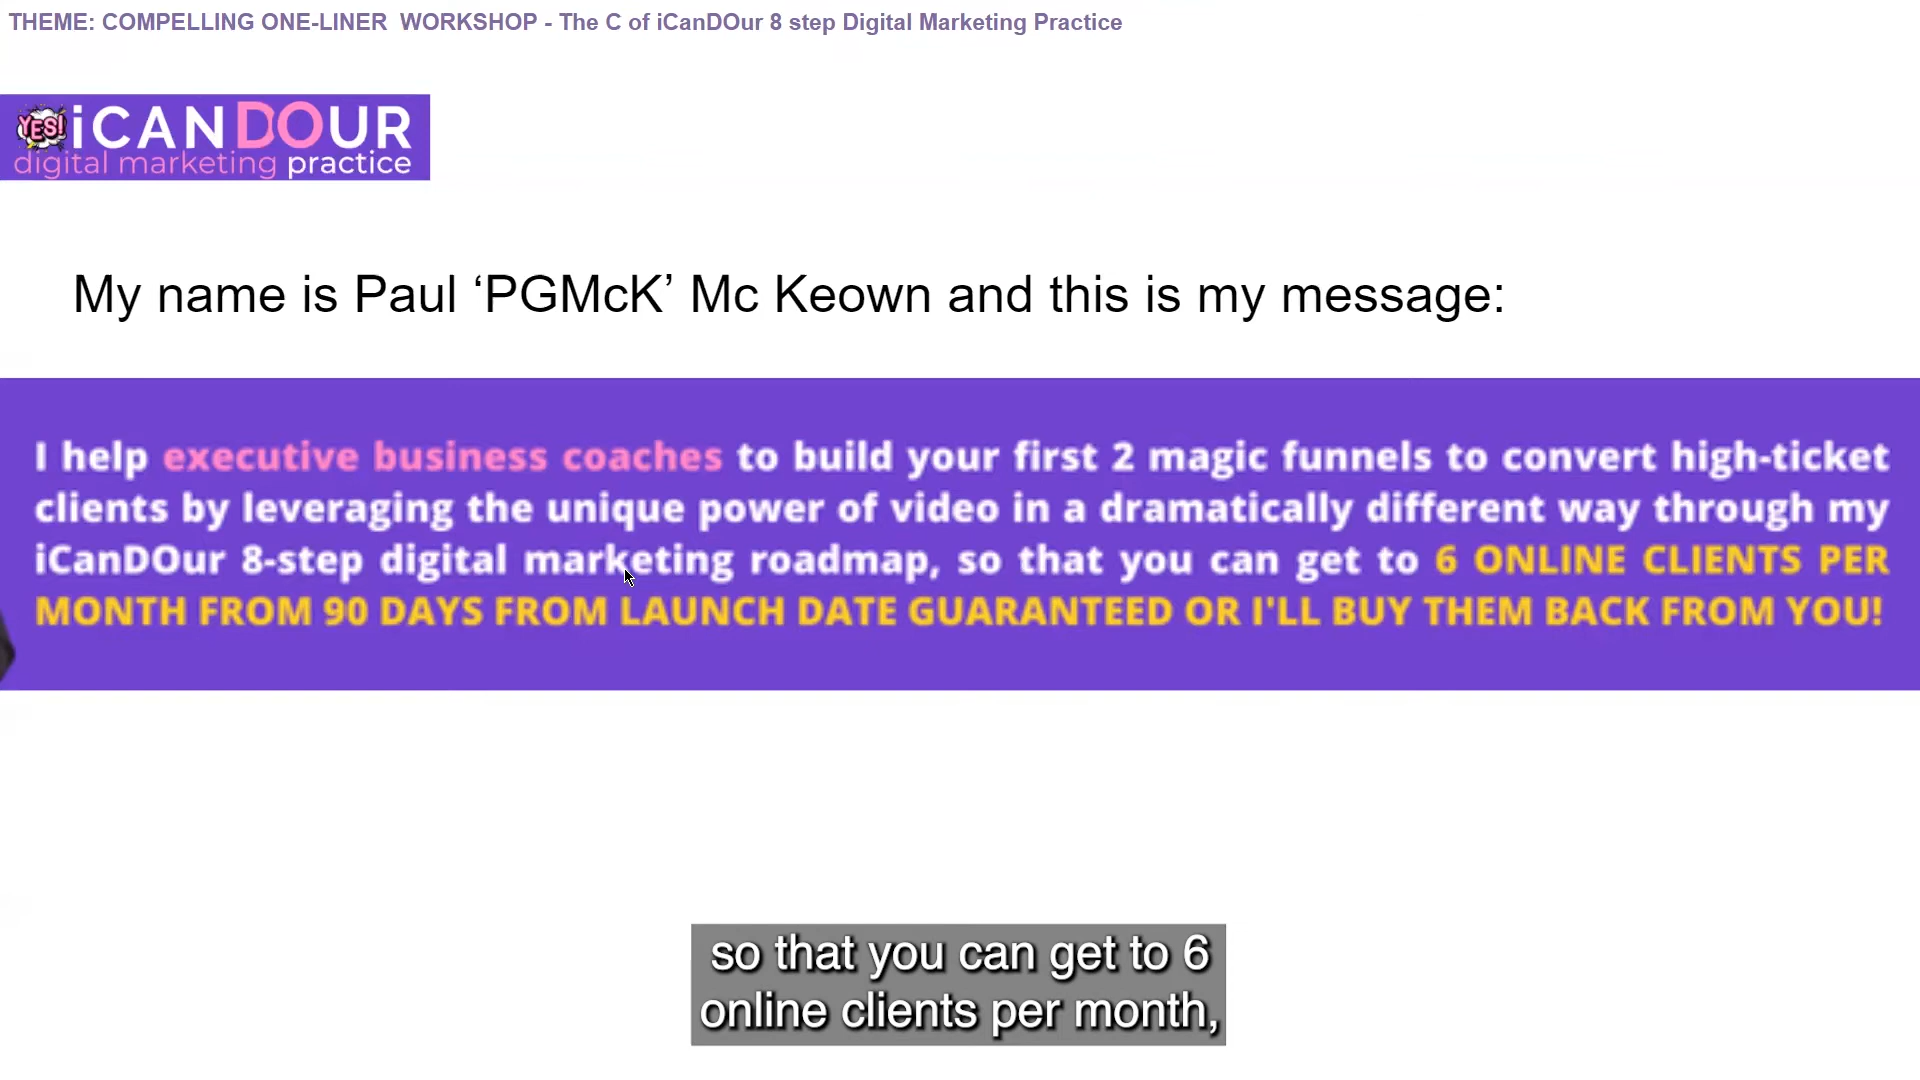 THEME: COMPELLING ONE-LINER WORKSHOP - The C of iCanDOur 8 step Digital Marketing Practice
YES! iCANDOUR
digital marketing practice
My name is Paul ‘PGMcK’ Mc Keown and this is my message:
I help executive business coaches to build your first 2 magic funnels to convert high-ticket
clients by leveraging the unique power of video in a dramatically different way through my
iCanDOur 8-step digital marketing roadmap, so that you can get to 6 ONLINE CLIENTS PER
MONTH FROM 90 DAYS FROM LAUNCH DATE GUARANTEED OR I'LL BUY THEM BACK FROM YOU!
so that you can get to 6
online clients per month,